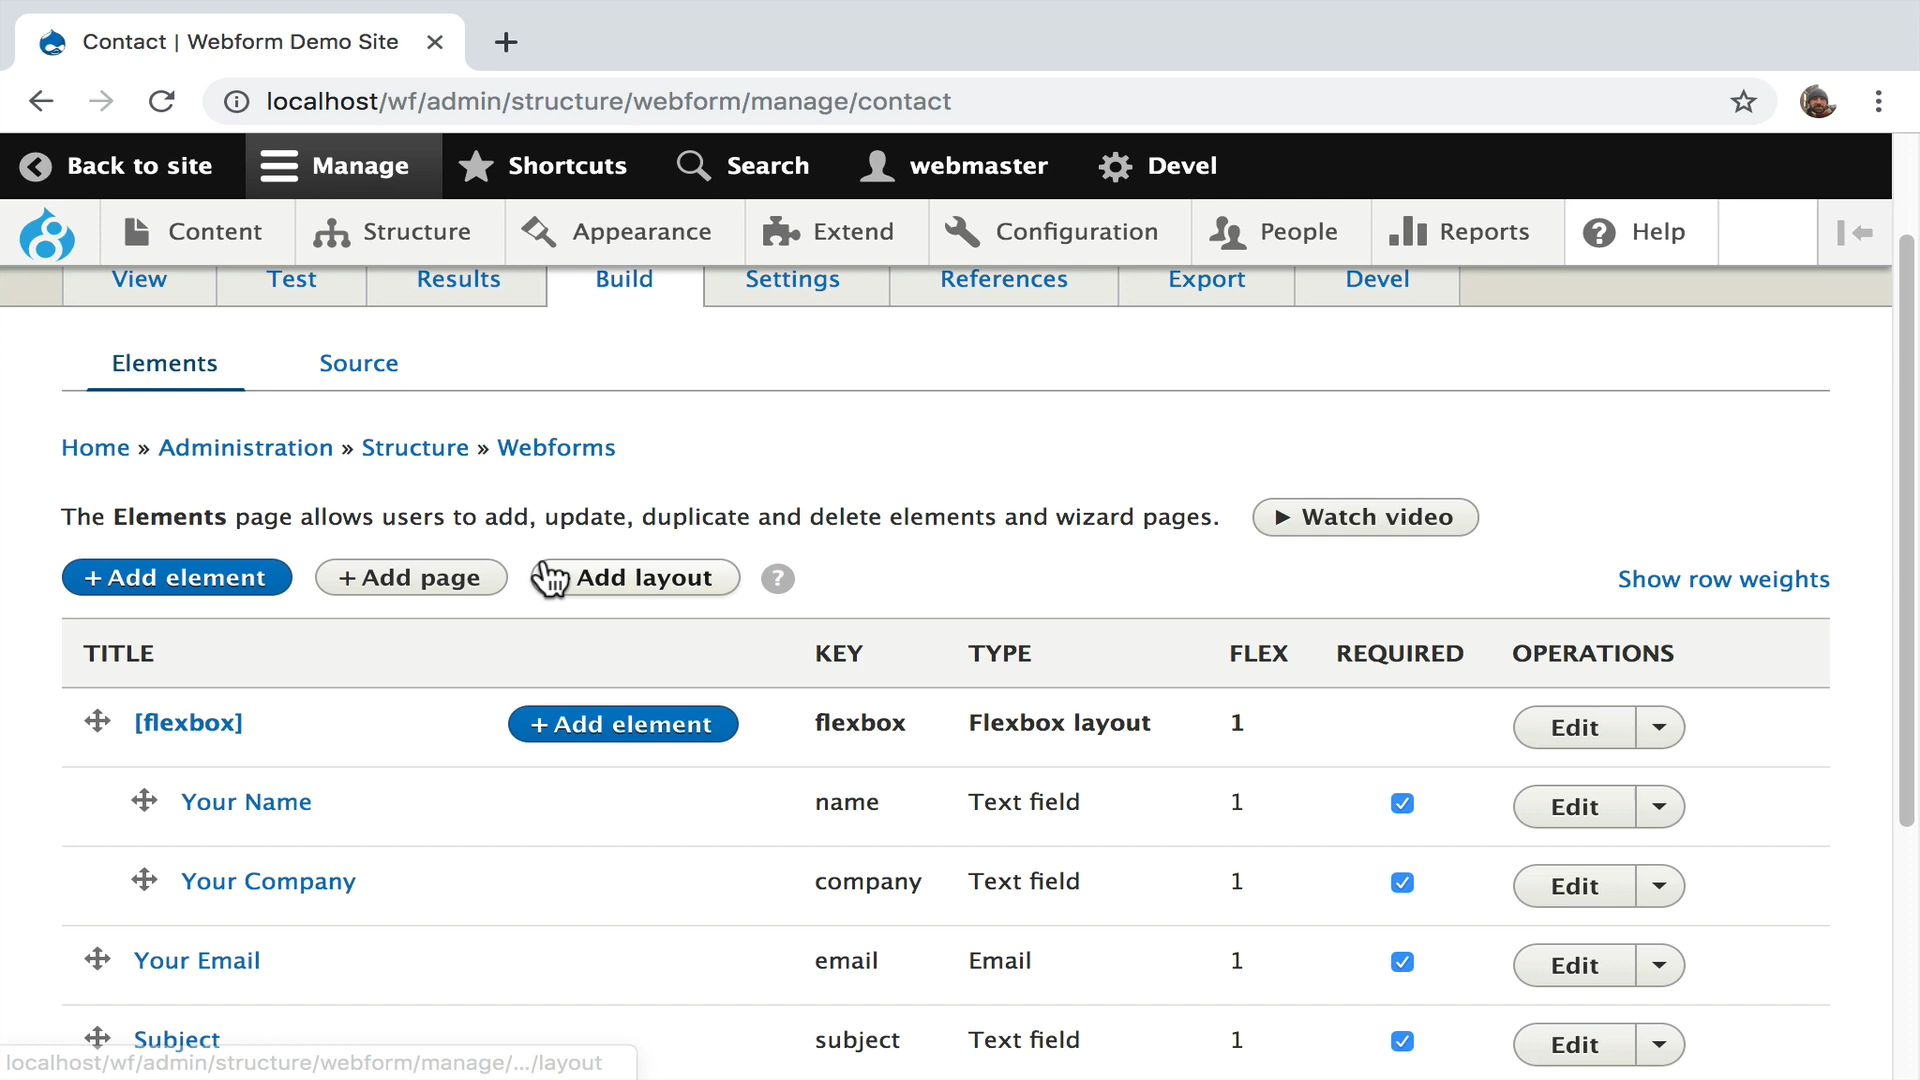 Contact | Webform Demo Site
localhost/wf/admin/structure/webform/manage/contact
Back to site Manage Shortcuts Search webmaster Devel
Content Structure Appearance Extend Configuration People Reports Help
View Test Results Build Settings References Export Devel
Elements Source
Home » Administration » Structure » Webforms
The Elements page allows users to add, update, duplicate and delete elements and wizard pages. ► Watch video
+ Add element + Add page Add layout ? Show row weights
TITLE KEY TYPE FLEX REQUIRED OPERATIONS
[flexbox] + Add element flexbox Flexbox layout 1 Edit
Your Name name Text field 1 Edit
Your Company company Text field 1 Edit
Your Email email Email 1 Edit
Subject subject Text field 1 Edit
localhost/wf/admin/structure/webform/manage/.../layout